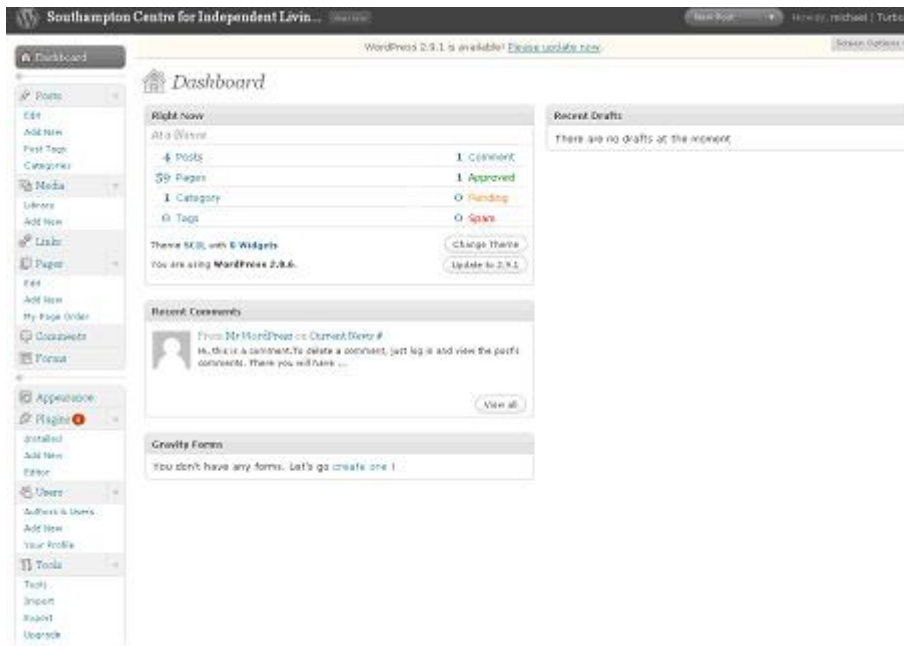 Southampton Centre for Independent Livin...
New Post
Howdy, michael | Turbo
WordPress 2.9.1 is available! Please update now.
Screen Options
Dashboard
Posts
Edit
Add New
Post Tags
Categories
Media
Library
Add New
Links
Pages
Edit
Add New
My Page Order
Comments
Forms
Appearance
Plugins
Installed
Add New
Editor
Users
Authors & Users
Add New
Your Profile
Tools
Tools
Import
Export
Upgrade
Dashboard
Right Now
At a Glance
4 Posts 1 Comment
59 Pages 1 Approved
1 Category 0 Pending
0 Tags 0 Spam
Theme SCIL with 6 Widgets Change Theme
You are using WordPress 2.8.6. Update to 2.9.1
Recent Comments
From Mr WordPress on Current News #
Hi, this is a comment. To delete a comment, just log in and view the post's
comments. There you will have ...
View all
Gravity Forms
You don't have any forms. Let's go create one !
Recent Drafts
There are no drafts at the moment